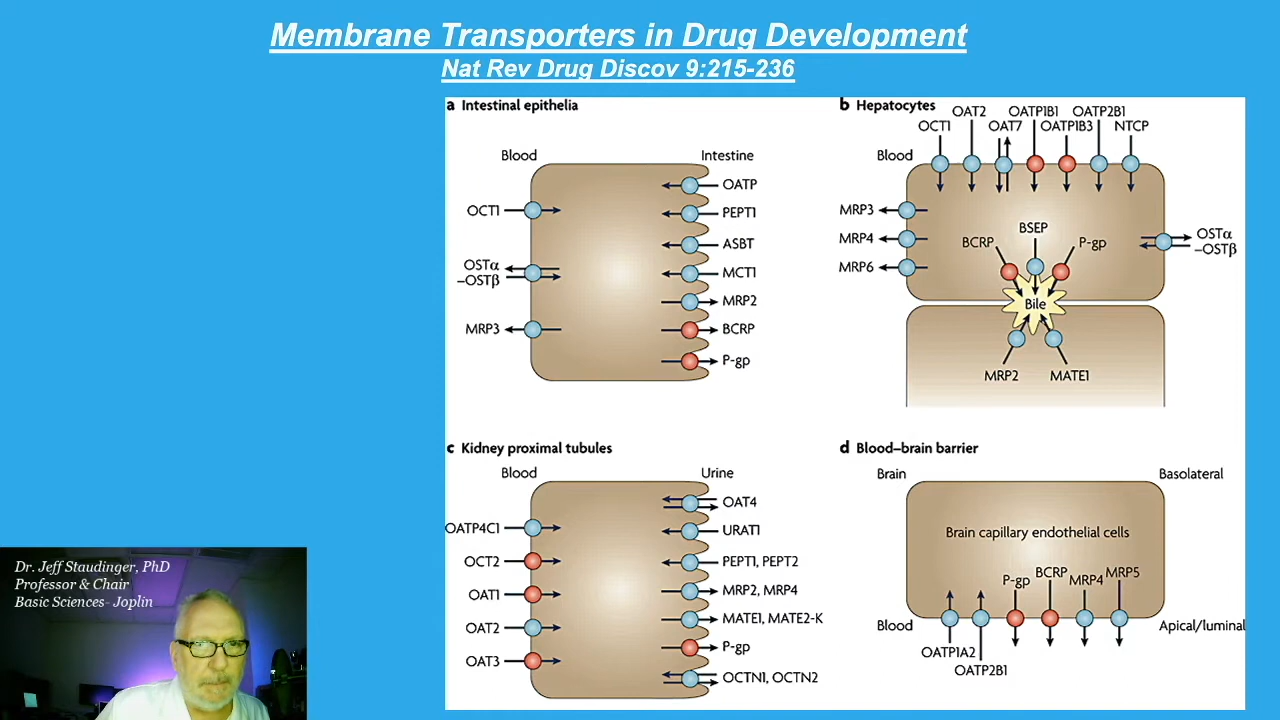 Membrane Transporters in Drug Development
Nat Rev Drug Discov 9:215-236
a Intestinal epithelia
Blood
Intestine
OCT1
OSTα
–OSTβ
MRP3
OATP
PEPT1
ASBT
MCT1
MRP2
BCRP
P-gp
b Hepatocytes
OCT1
OAT2
OAT7
OATP1B1
OATP1B3
OATP2B1
NTCP
Blood
MRP3
MRP4
MRP6
BCRP
BSEP
P-gp
OSTα
–OSTβ
Bile
MRP2
MATE1
c Kidney proximal tubules
Blood
Urine
OATP4C1
OCT2
OAT1
OAT2
OAT3
OAT4
URAT1
PEPT1, PEPT2
MRP2, MRP4
MATE1, MATE2-K
P-gp
OCTN1, OCTN2
d Blood–brain barrier
Brain
Basolateral
Brain capillary endothelial cells
P-gp
BCRP
MRP4
MRP5
Blood
Apical/luminal
OATP1A2
OATP2B1
Dr. Jeff Staudinger, PhD
Professor & Chair
Basic Sciences- Joplin